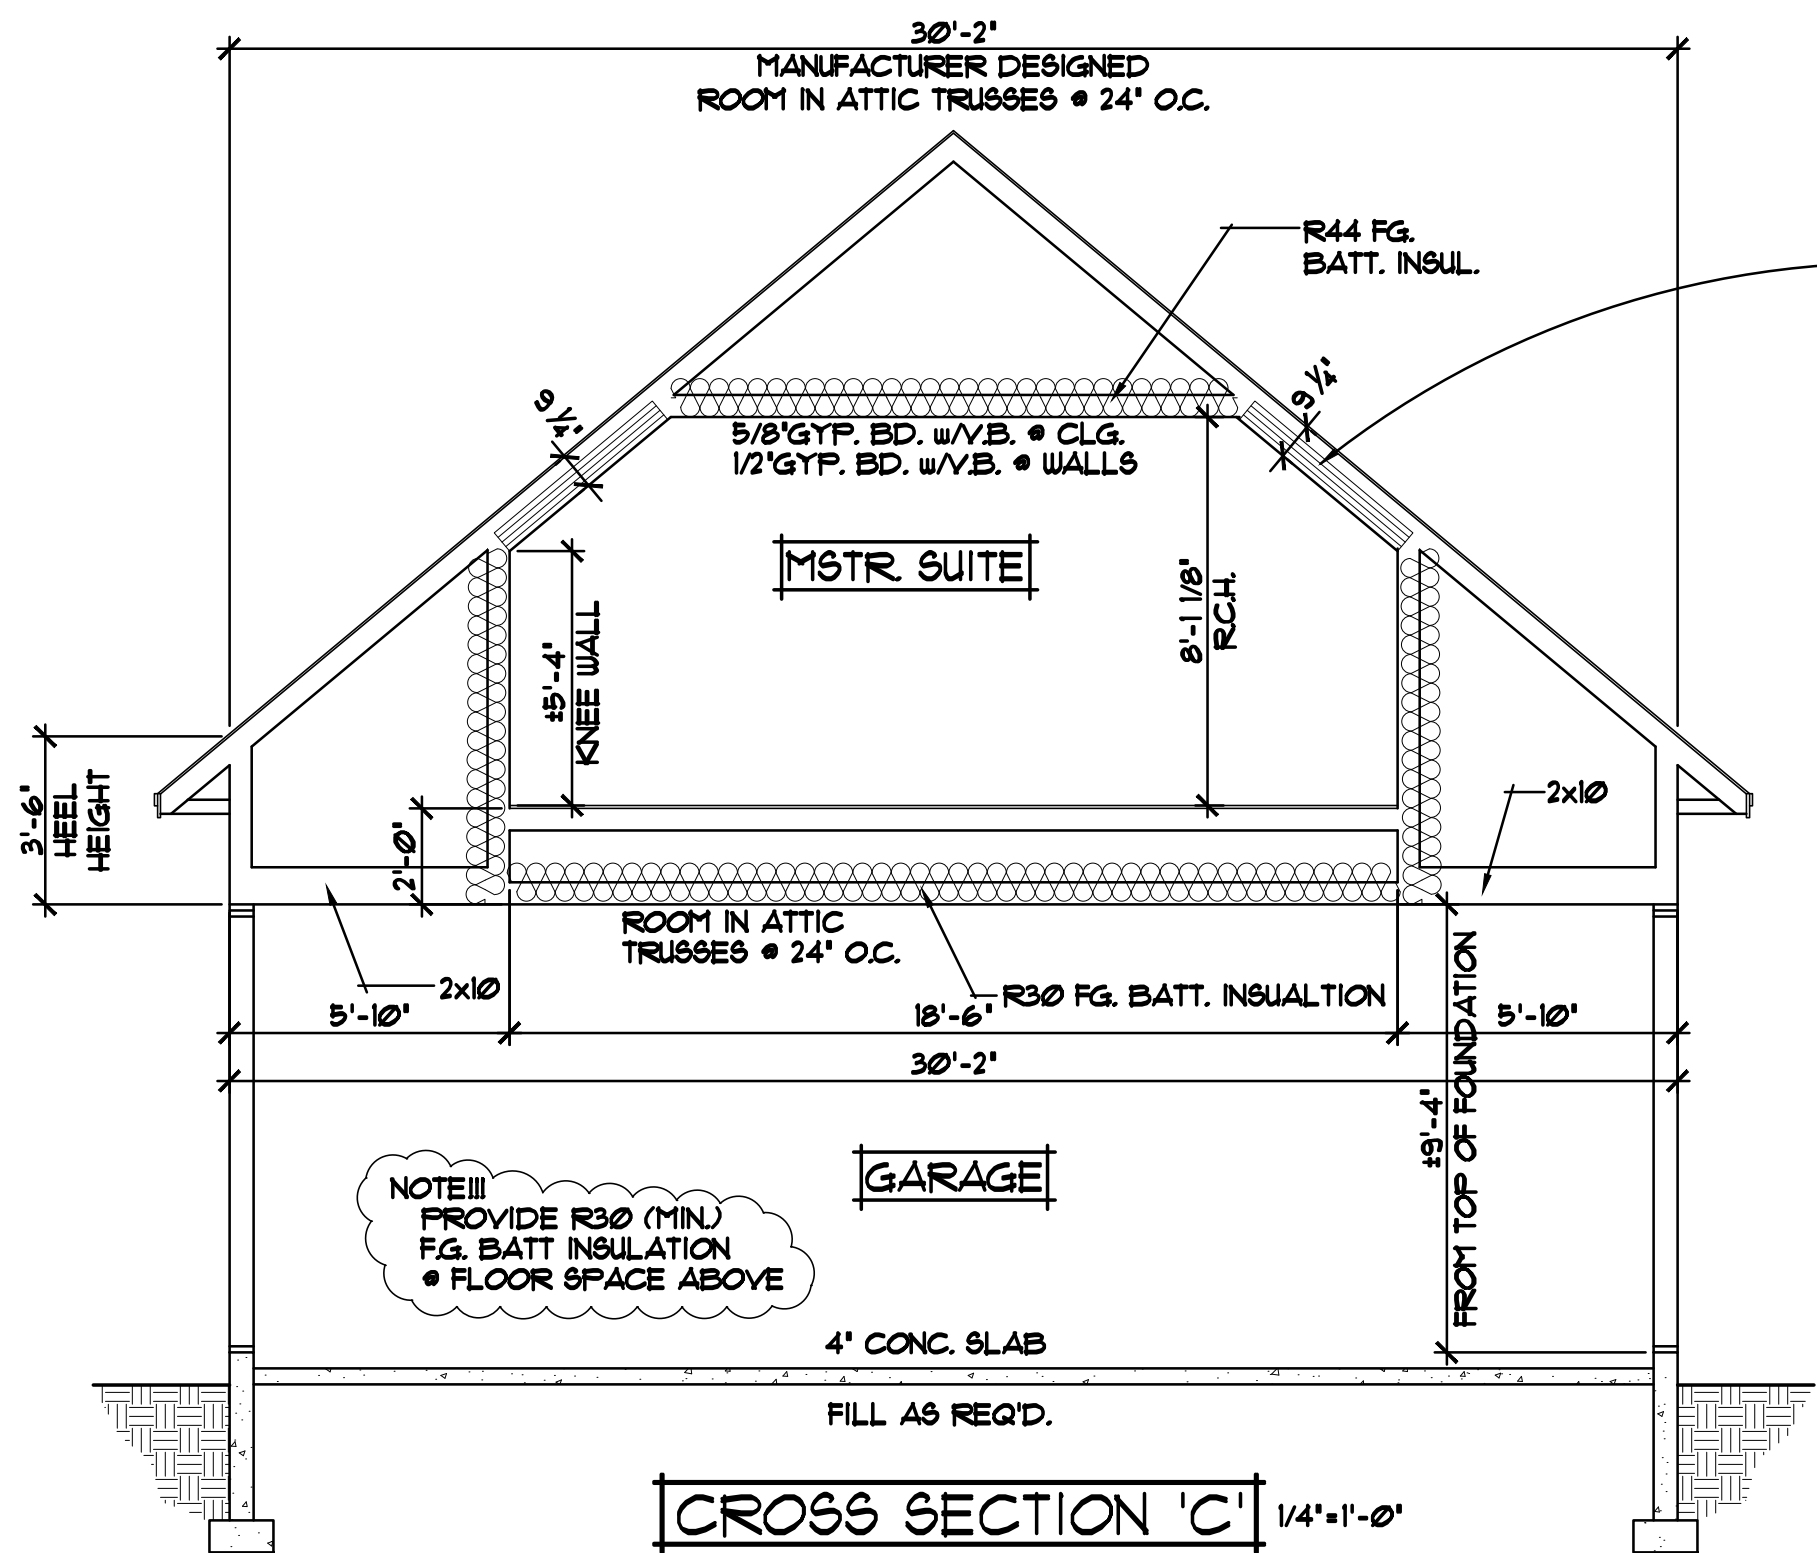 30'-2"
MANUFACTURER DESIGNED
ROOM IN ATTIC TRUSSES @ 24" O.C.
R44 FG.
BATT. INSUL.
9 1/4"
9 1/4"
5/8"GYP. BD. w/V.B. @ CLG.
1/2"GYP. BD. w/V.B. @ WALLS
MSTR. SUITE
±5'-4"
KNEE WALL
8'-1 1/8"
R.C.H.
3'-6"
HEEL
HEIGHT
2'-0"
2x10
ROOM IN ATTIC
TRUSSES @ 24" O.C.
2x10
R30 FG. BATT. INSUALTION
5'-10"
18'-6"
5'-10"
30'-2"
±9'-4"
FROM TOP OF FOUNDATION
GARAGE
NOTE!!!
PROVIDE R30 (MIN.)
F.G. BATT INSULATION
@ FLOOR SPACE ABOVE
4" CONC. SLAB
FILL AS REQ'D.
CROSS SECTION 'C'
1/4"=1'-0"